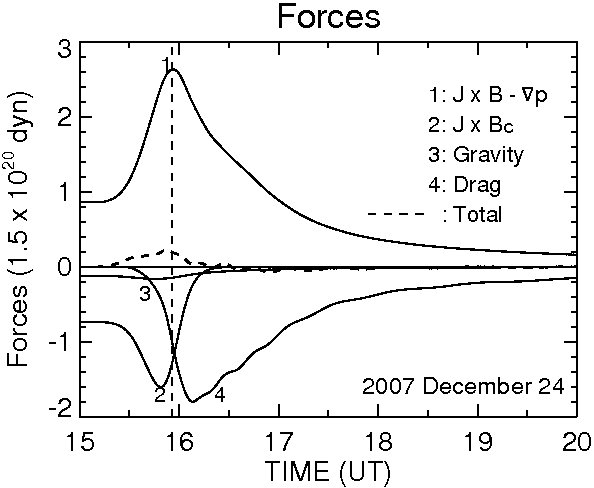 Forces
3
2
1
0
-1
-2
Forces (1.5 x 10²⁰ dyn)
1: J x B - ∇p
2: J x Bc
3: Gravity
4: Drag
: Total
1
3
2
4
2007 December 24
15 16 17 18 19 20
TIME (UT)